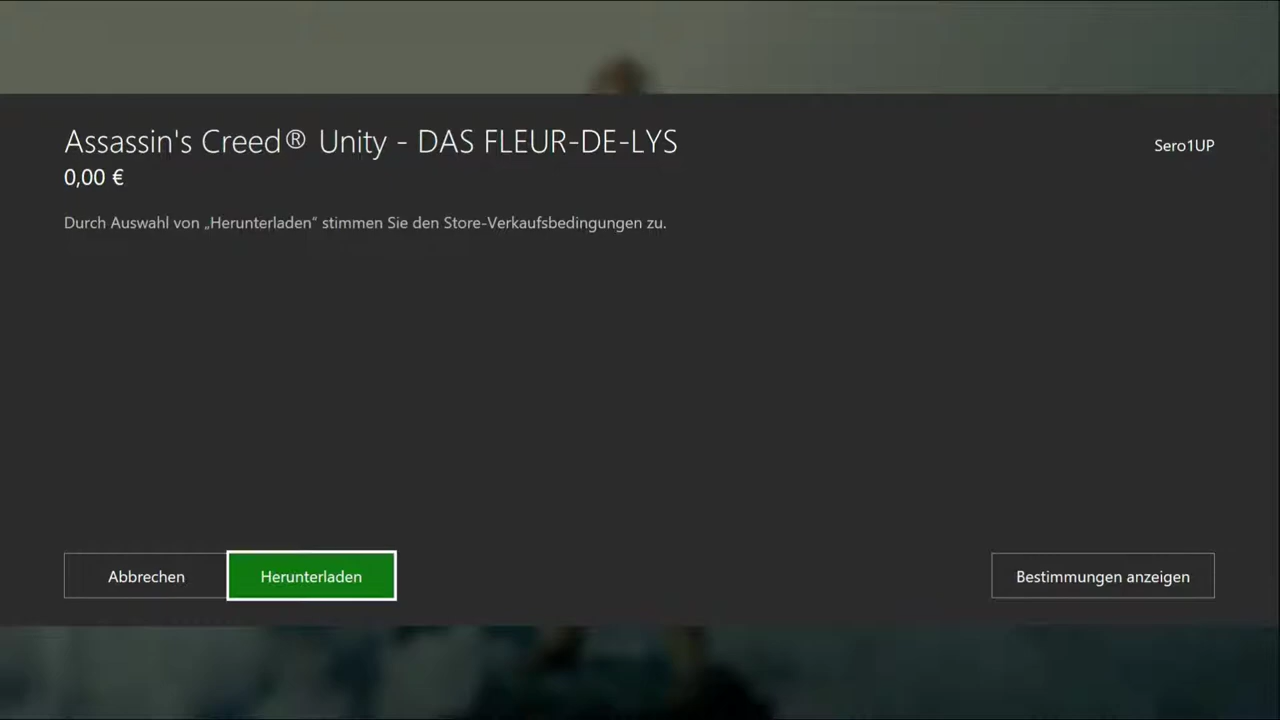 Assassin's Creed® Unity - DAS FLEUR-DE-LYS
Sero1UP
0,00 €
Durch Auswahl von „Herunterladen“ stimmen Sie den Store-Verkaufsbedingungen zu.
Abbrechen
Herunterladen
Bestimmungen anzeigen